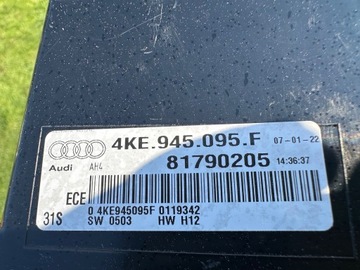 4KE.945.095.F 07-01-22
Audi AH4 81790205 14:36:37
ECE
31S 0 4KE945095F 0119342
SW 0503 HW H12